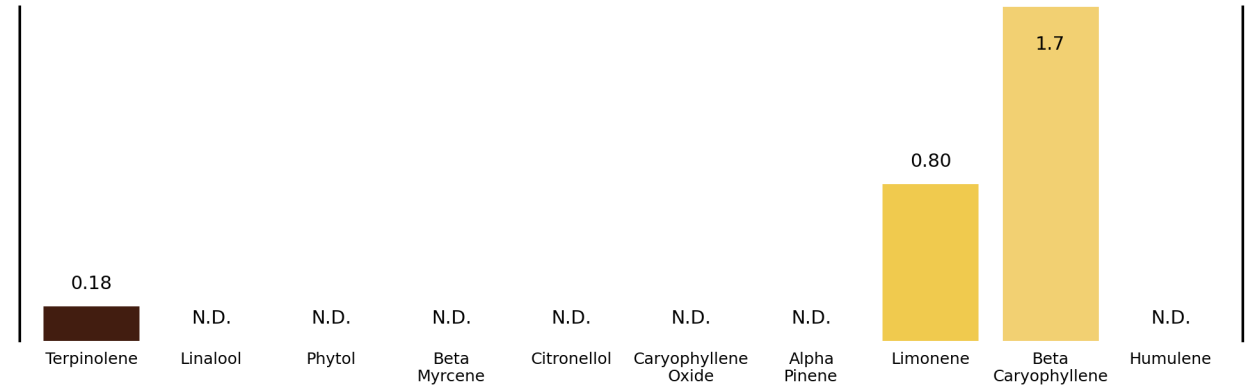 1.7
0.80
0.18
N.D.
N.D.
N.D.
N.D.
N.D.
N.D.
N.D.
Terpinolene
Linalool
Phytol
Beta
Myrcene
Citronellol
Caryophyllene
Oxide
Alpha
Pinene
Limonene
Beta
Caryophyllene
Humulene